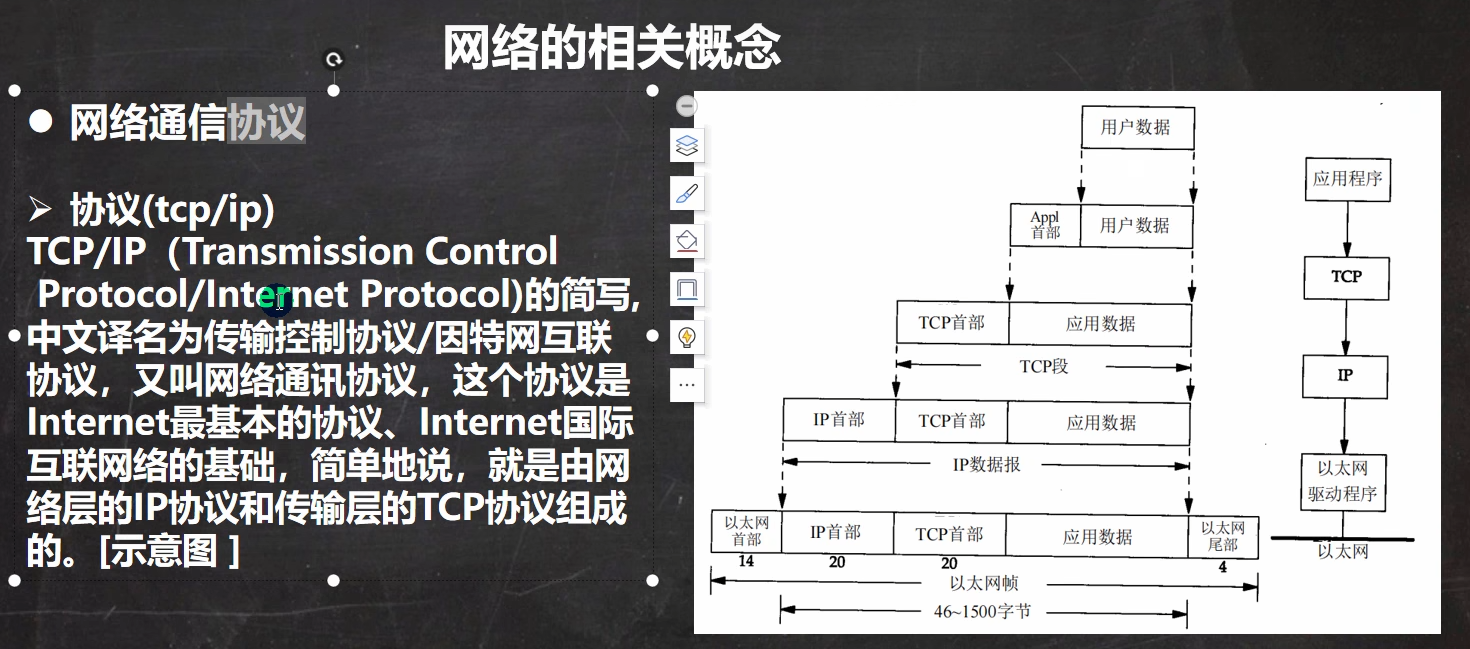 网络的相关概念
● 网络通信协议
➢ 协议(tcp/ip)
TCP/IP（Transmission Control
Protocol/Internet Protocol)的简写,
中文译名为传输控制协议/因特网互联
协议，又叫网络通讯协议，这个协议是
Internet最基本的协议、Internet国际
互联网络的基础，简单地说，就是由网
络层的IP协议和传输层的TCP协议组成
的。[示意图 ]
用户数据
Appl
首部
用户数据
TCP首部
应用数据
TCP段
IP首部
TCP首部
应用数据
IP数据报
以太网
首部
IP首部
TCP首部
应用数据
以太网
尾部
14
20
20
4
以太网帧
46~1500字节
应用程序
TCP
IP
以太网
驱动程序
以太网